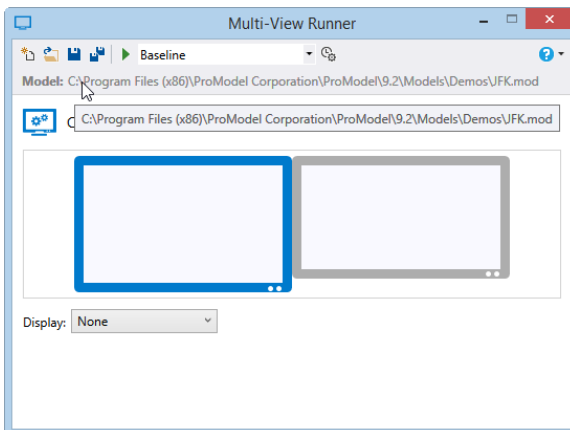 Multi-View Runner
Baseline
Model: C:\Program Files (x86)\ProModel Corporation\ProModel\9.2\Models\Demos\JFK.mod
C:\Program Files (x86)\ProModel Corporation\ProModel\9.2\Models\Demos\JFK.mod
Display: None